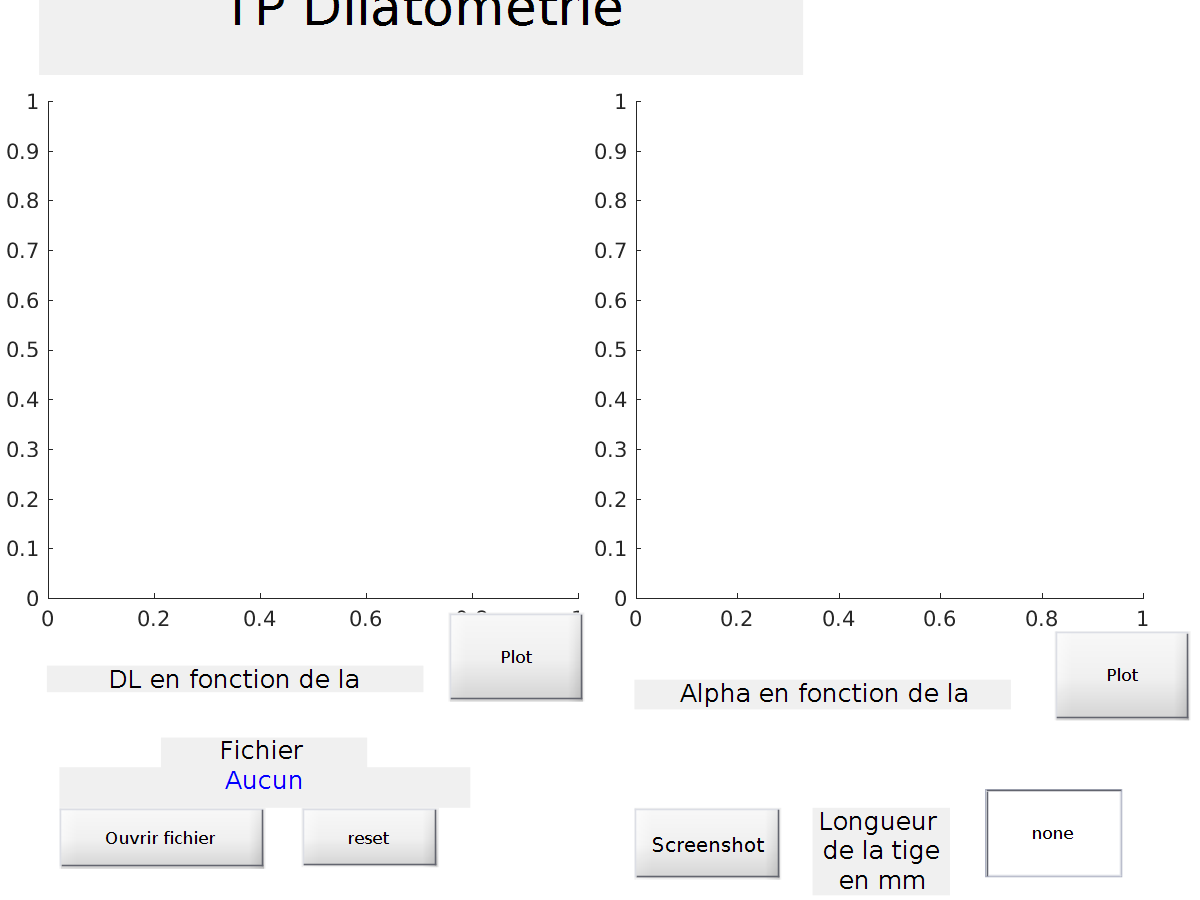 TP Dilatométrie
1
0.9
0.8
0.7
0.6
0.5
0.4
0.3
0.2
0.1
0
0 0.2 0.4 0.6 1
1
0.9
0.8
0.7
0.6
0.5
0.4
0.3
0.2
0.1
0
0 0.2 0.4 0.6 0.8 1
Plot
DL en fonction de la
Plot
Alpha en fonction de la
Fichier
Aucun
Ouvrir fichier
reset
Screenshot
Longueur
de la tige
en mm
none